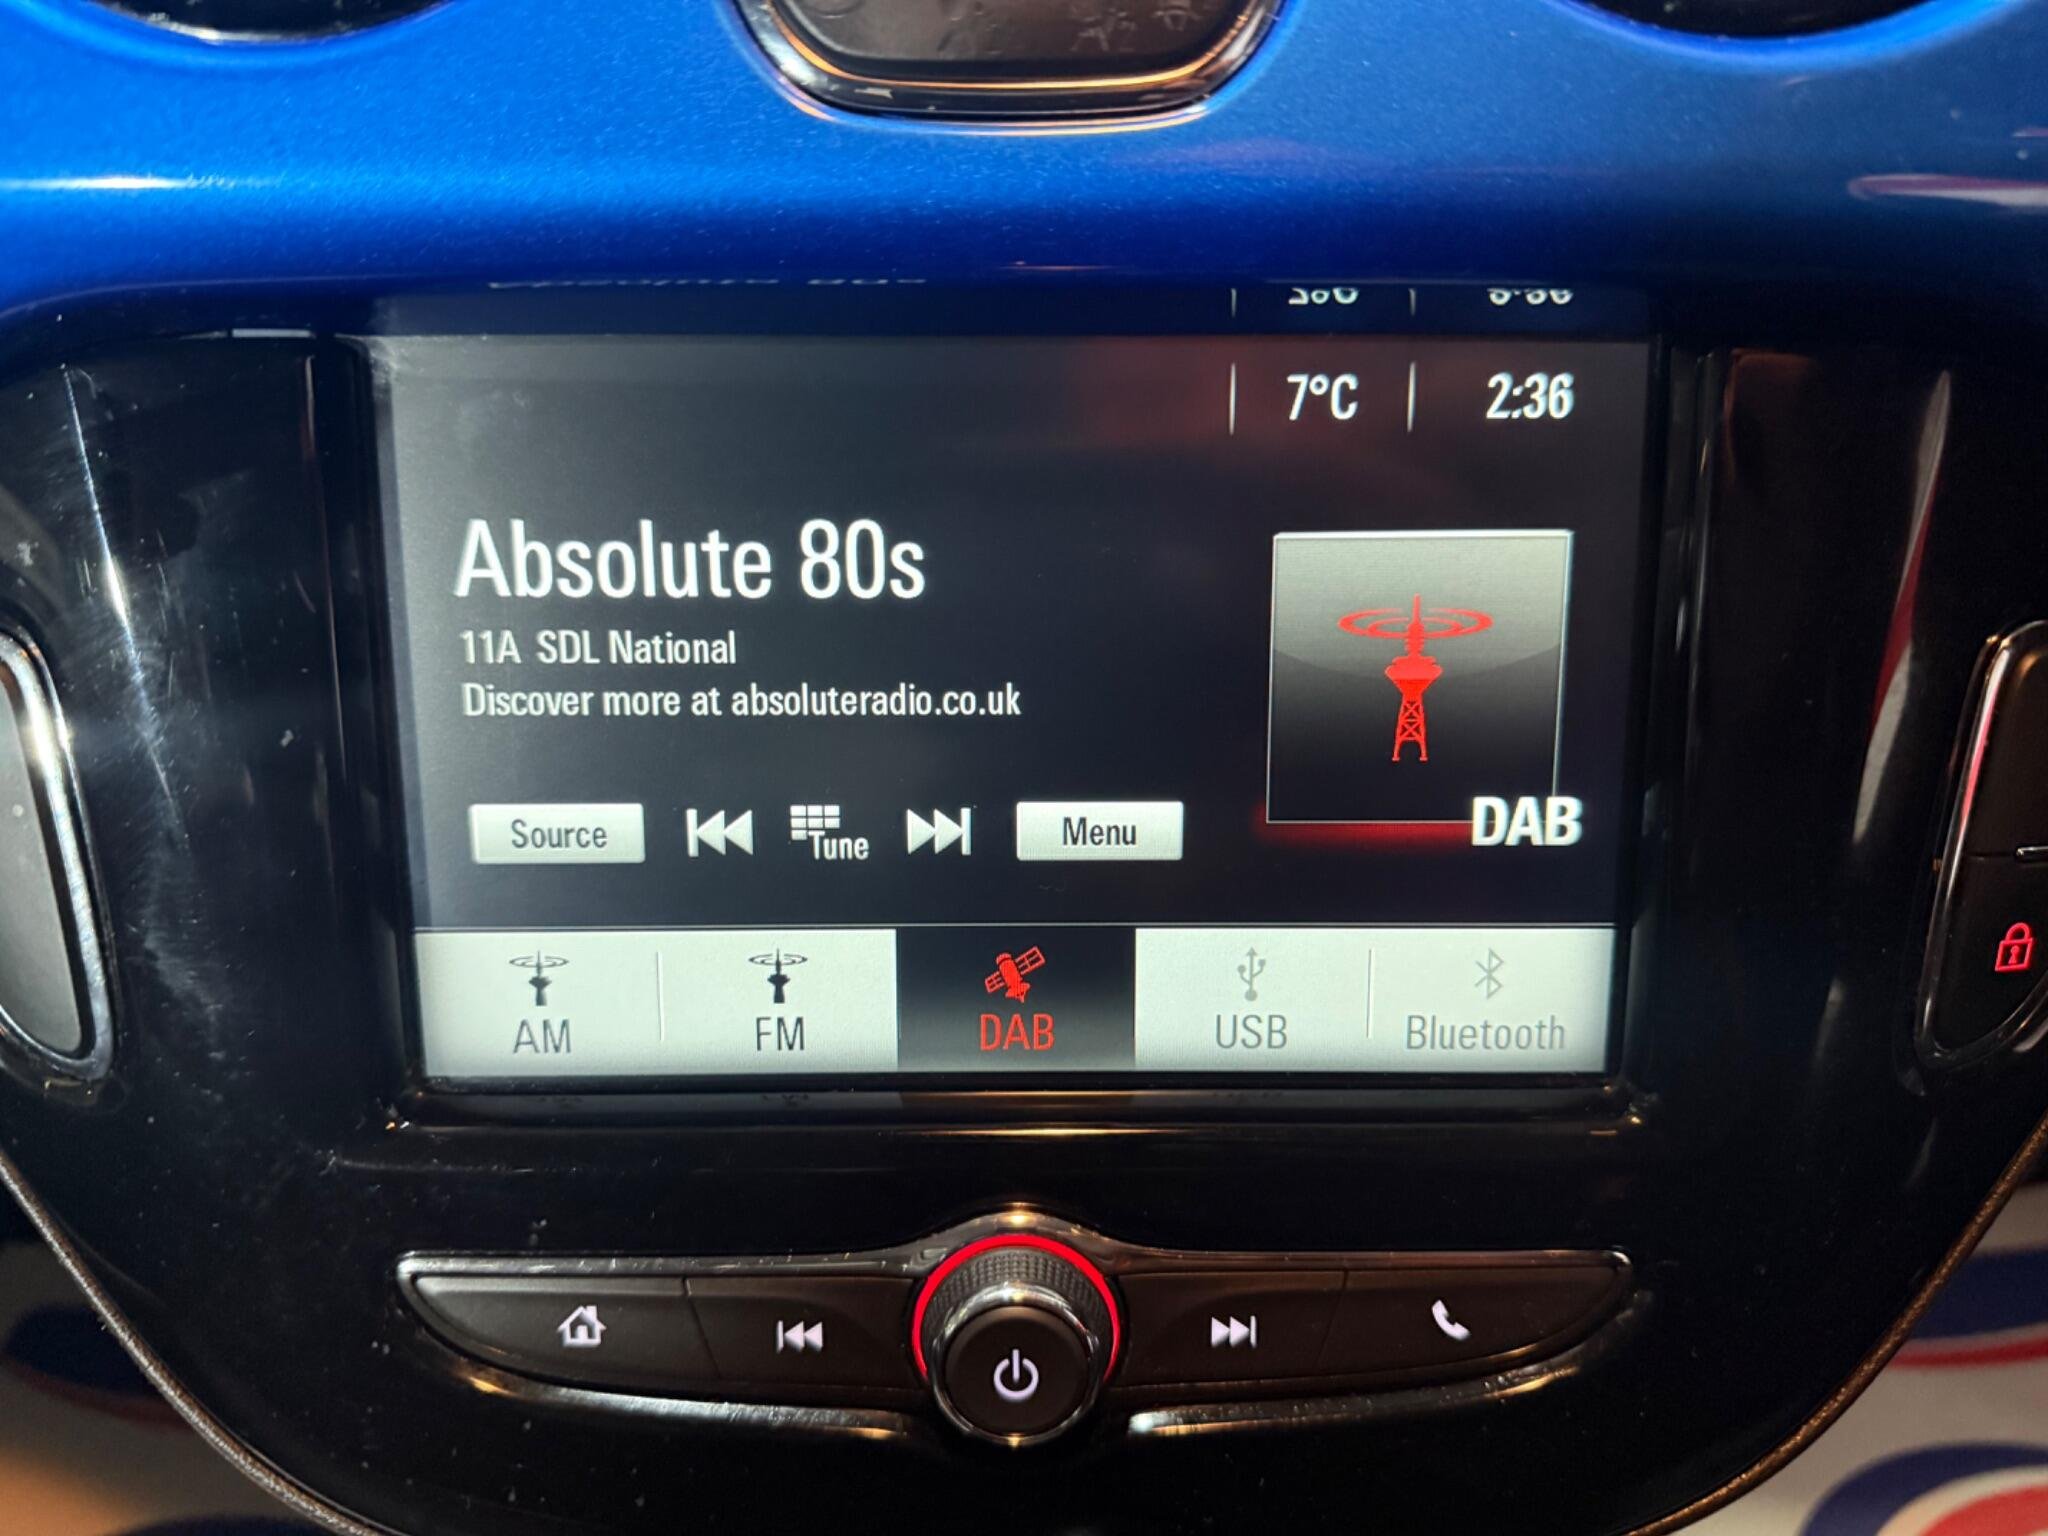 7°C 2:36
Absolute 80s
11A SDL National
Discover more at absoluteradio.co.uk
Source Tune Menu
DAB
AM FM DAB USB Bluetooth